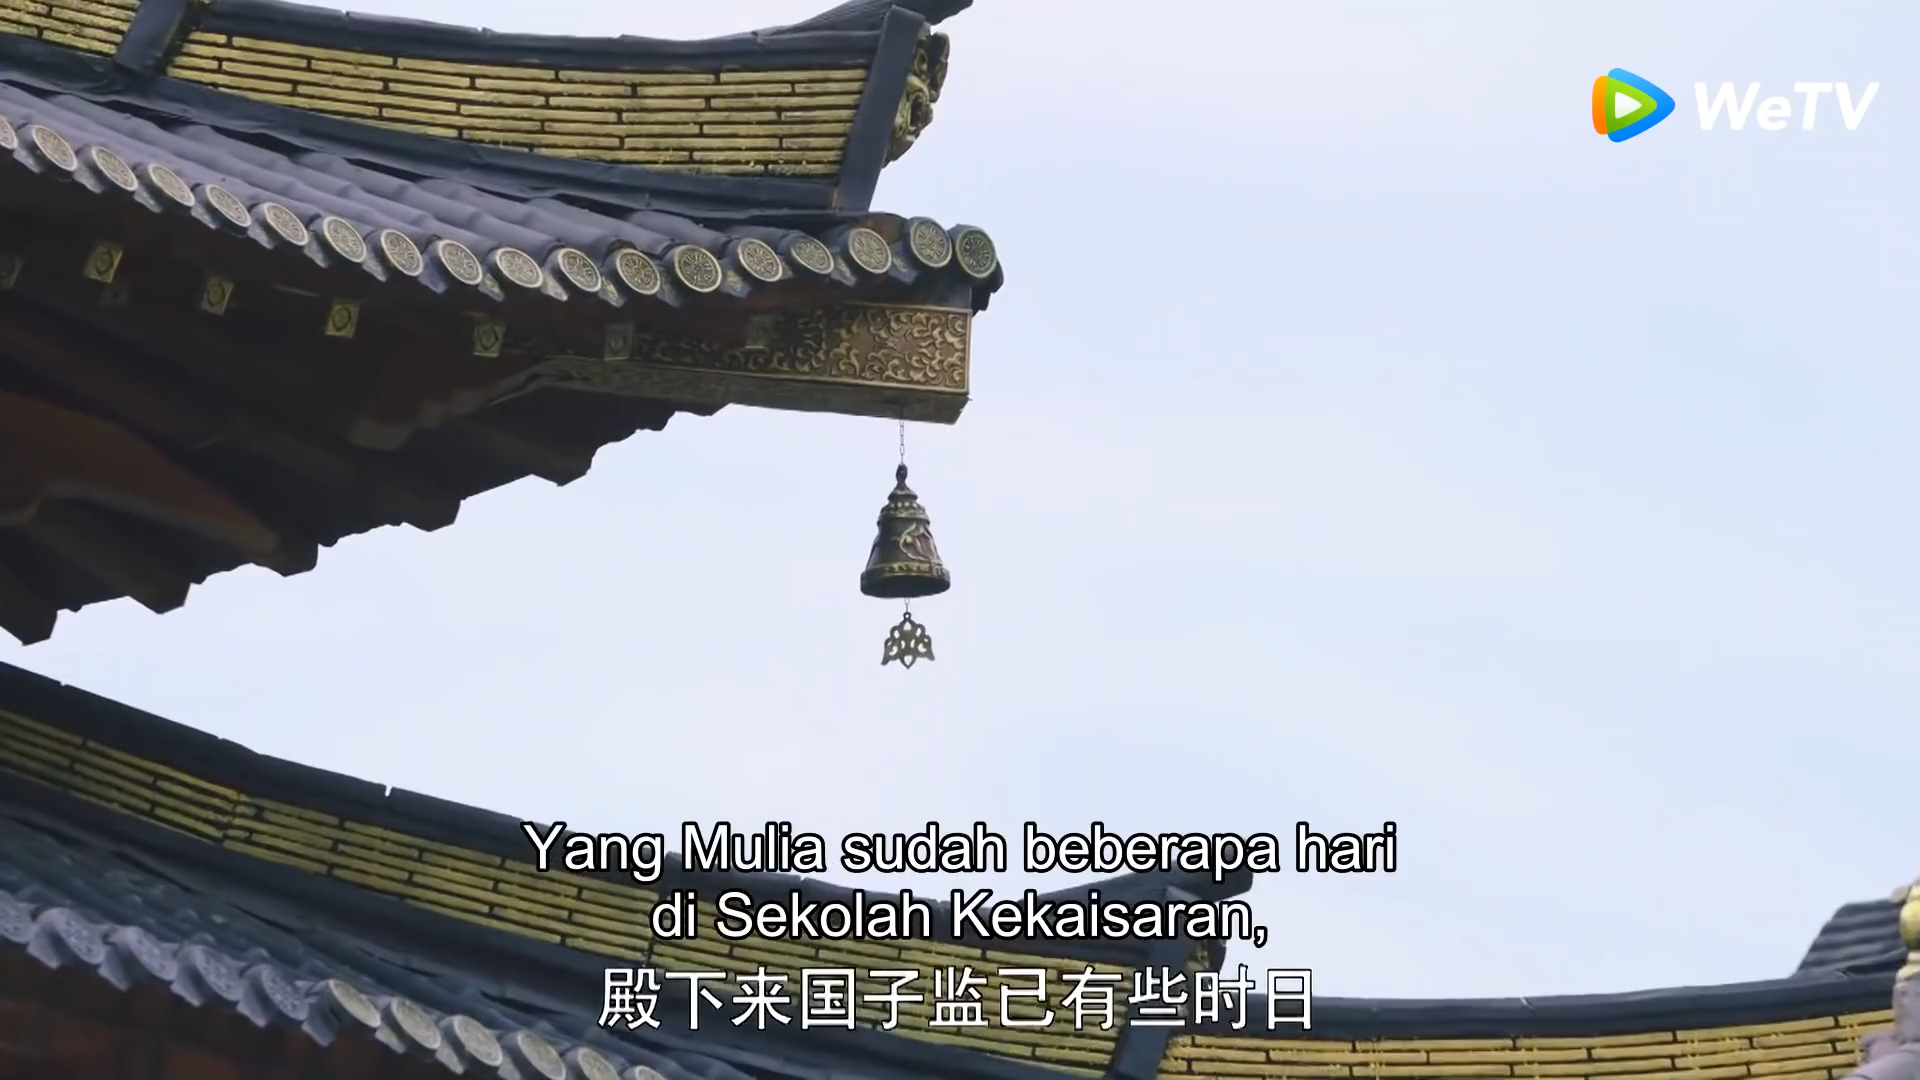 WeTV
Yang Mulia sudah beberapa hari
di Sekolah Kekaisaran,
殿下来国子监已有些时日